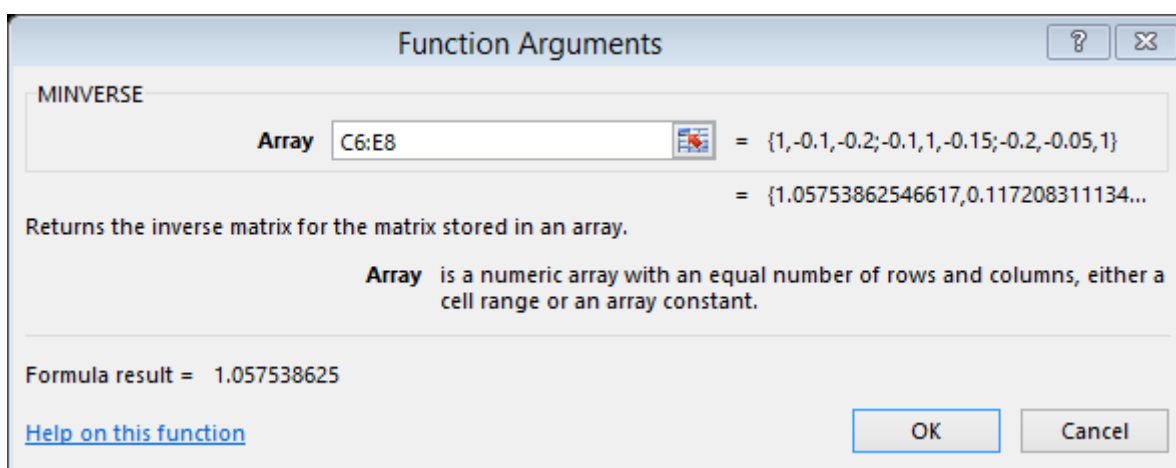 Function Arguments
MINVERSE
Array C6:E8 = {1,-0.1,-0.2;-0.1,1,-0.15;-0.2,-0.05,1}
= {1.05753862546617,0.117208311134...
Returns the inverse matrix for the matrix stored in an array.
Array is a numeric array with an equal number of rows and columns, either a
cell range or an array constant.
Formula result = 1.057538625
Help on this function
OK Cancel